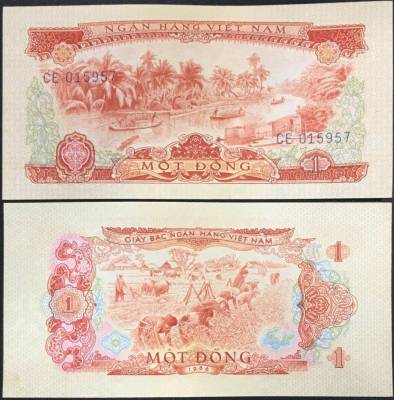 NGÂN HÀNG VIỆT NAM
CE 015957
CE 015957
MỘT ĐỒNG
1
GIẤY BẠC NGÂN HÀNG VIỆT NAM
1
1
MỘT ĐỒNG
1966
1